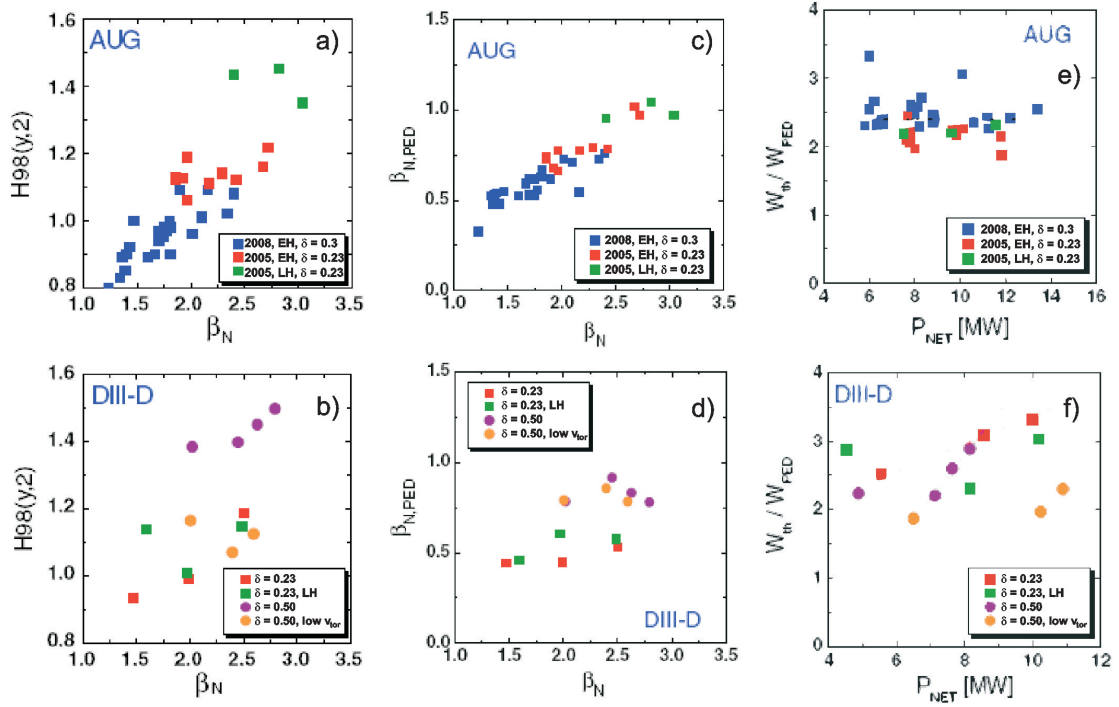 AUG
a)
H98(y,2)
1.6
1.4
1.2
1.0
0.8
2008, EH, δ = 0.3
2005, EH, δ = 0.23
2005, LH, δ = 0.23
1.0 1.5 2.0 2.5 3.0 3.5
βN
AUG
c)
βN,PED
1.5
1.0
0.5
0.0
2008, EH, δ = 0.3
2005, EH, δ = 0.23
2005, LH, δ = 0.23
1.0 1.5 2.0 2.5 3.0 3.5
βN
AUG
e)
Wth / WPED
4
3
2
1
0
2008, EH, δ = 0.3
2005, EH, δ = 0.23
2005, LH, δ = 0.23
4 6 8 10 12 14 16
PNET [MW]
DIII-D
b)
H98(y,2)
1.6
1.4
1.2
1.0
0.8
δ = 0.23
δ = 0.23, LH
δ = 0.50
δ = 0.50, low vtor
1.0 1.5 2.0 2.5 3.0 3.5
βN
d)
βN,PED
1.5
1.0
0.5
0.0
δ = 0.23
δ = 0.23, LH
δ = 0.50
δ = 0.50, low vtor
DIII-D
1.0 1.5 2.0 2.5 3.0 3.5
βN
DIII-D
f)
Wth / WPED
4
3
2
1
0
δ = 0.23
δ = 0.23, LH
δ = 0.50
δ = 0.50, low vtor
4 6 8 10 12
PNET [MW]